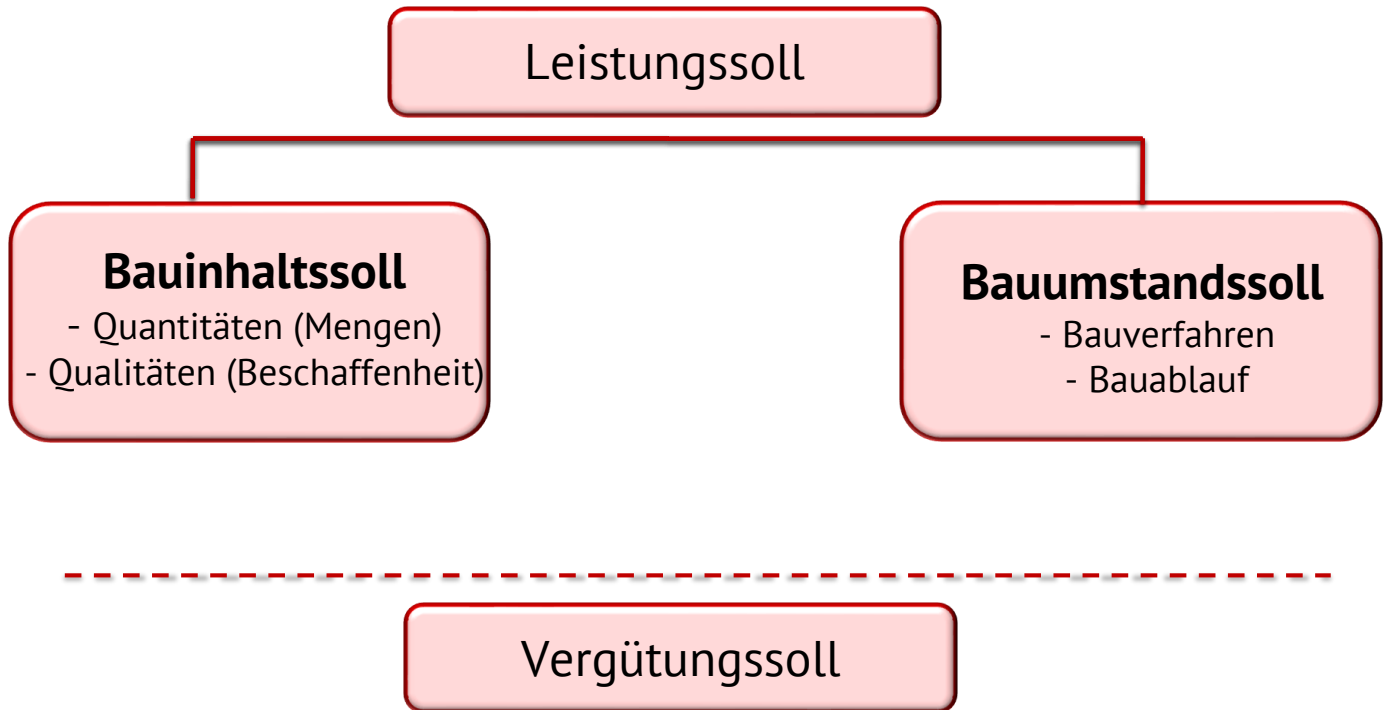 Leistungssoll
Bauinhaltssoll
- Quantitäten (Mengen)
- Qualitäten (Beschaffenheit)
Bauumstandssoll
- Bauverfahren
- Bauablauf
Vergütungssoll